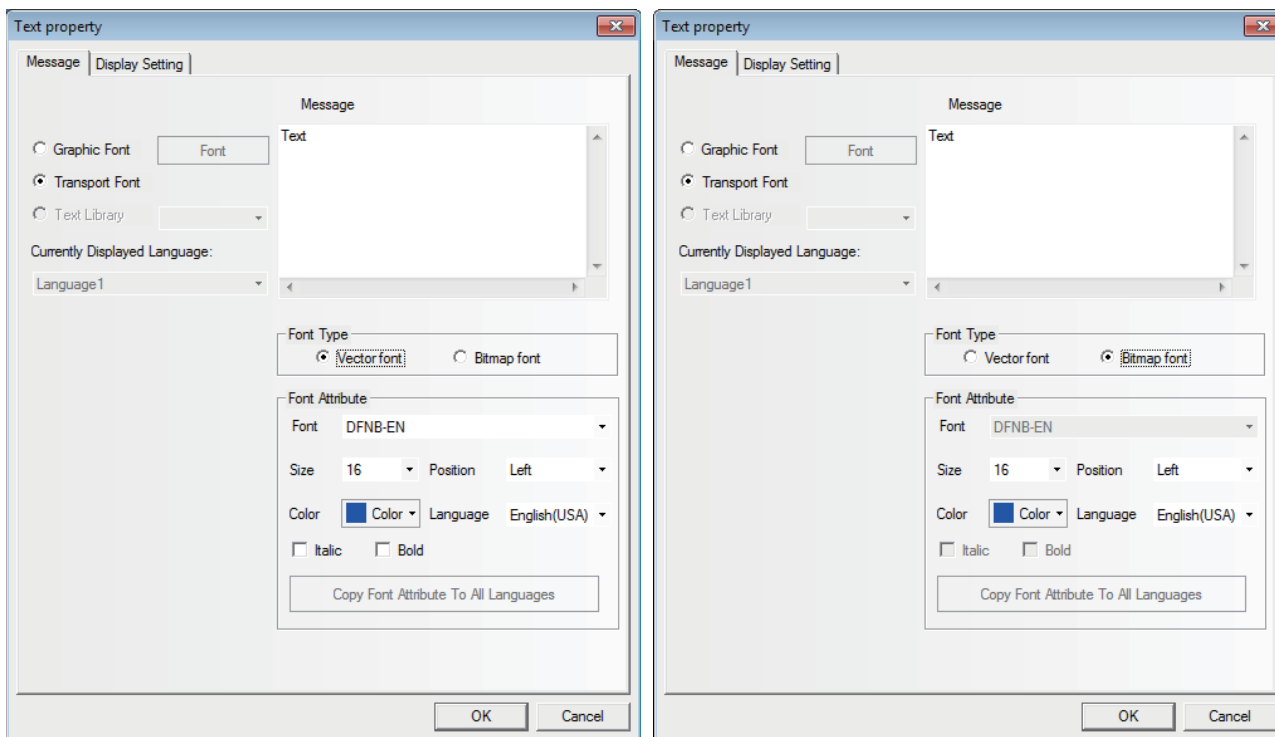 Text property
Message Display Setting
Message
Text
Graphic Font Font
Transport Font
Text Library
Currently Displayed Language:
Language1
Font Type
Vector font Bitmap font
Font Attribute
Font DFNB-EN
Size 16 Position Left
Color Color Language English(USA)
Italic Bold
Copy Font Attribute To All Languages
OK Cancel
Text property
Message Display Setting
Message
Text
Graphic Font Font
Transport Font
Text Library
Currently Displayed Language:
Language1
Font Type
Vector font Bitmap font
Font Attribute
Font DFNB-EN
Size 16 Position Left
Color Color Language English(USA)
Italic Bold
Copy Font Attribute To All Languages
OK Cancel